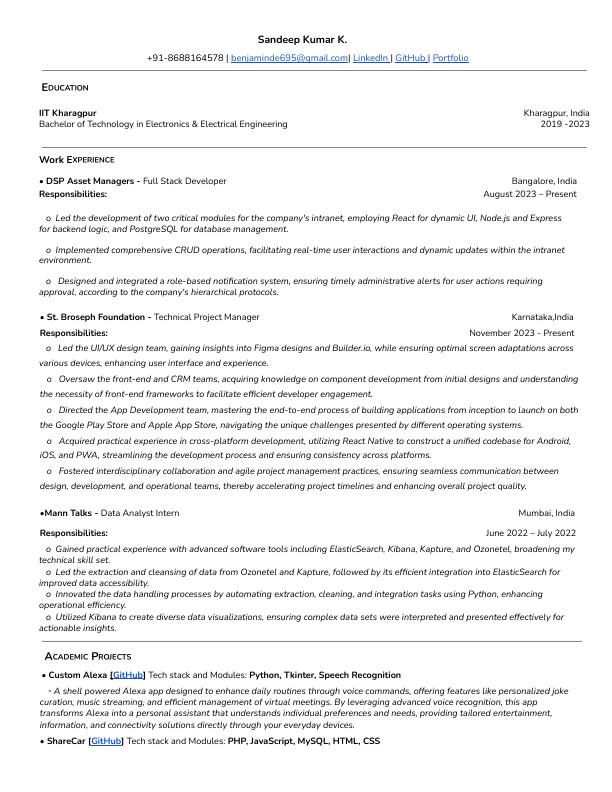 Sandeep Kumar K.
+91-8688164578 | benjaminde695@gmail.com| LinkedIn | GitHub | Portfolio
Education
IIT Kharagpur Kharagpur, India
Bachelor of Technology in Electronics & Electrical Engineering 2019 -2023
Work Experience
• DSP Asset Managers - Full Stack Developer Bangalore, India
Responsibilities: August 2023 – Present
o Led the development of two critical modules for the company's intranet, employing React for dynamic UI, Node.js and Express
for backend logic, and PostgreSQL for database management.
o Implemented comprehensive CRUD operations, facilitating real-time user interactions and dynamic updates within the intranet
environment.
o Designed and integrated a role-based notification system, ensuring timely administrative alerts for user actions requiring
approval, according to the company's hierarchical protocols.
• St. Broseph Foundation - Technical Project Manager Karnataka,India
Responsibilities: November 2023 - Present
o Led the UI/UX design team, gaining insights into Figma designs and Builder.io, while ensuring optimal screen adaptations across
various devices, enhancing user interface and experience.
o Oversaw the front-end and CRM teams, acquiring knowledge on component development from initial designs and understanding
the necessity of front-end frameworks to facilitate efficient developer engagement.
o Directed the App Development team, mastering the end-to-end process of building applications from inception to launch on both
the Google Play Store and Apple App Store, navigating the unique challenges presented by different operating systems.
o Acquired practical experience in cross-platform development, utilizing React Native to construct a unified codebase for Android,
iOS, and PWA, streamlining the development process and ensuring consistency across platforms.
o Fostered interdisciplinary collaboration and agile project management practices, ensuring seamless communication between
design, development, and operational teams, thereby accelerating project timelines and enhancing overall project quality.
•Mann Talks - Data Analyst Intern Mumbai, India
Responsibilities: June 2022 – July 2022
o Gained practical experience with advanced software tools including ElasticSearch, Kibana, Kapture, and Ozonetel, broadening my
technical skill set.
o Led the extraction and cleansing of data from Ozonetel and Kapture, followed by its efficient integration into ElasticSearch for
improved data accessibility.
o Innovated the data handling processes by automating extraction, cleaning, and integration tasks using Python, enhancing
operational efficiency.
o Utilized Kibana to create diverse data visualizations, ensuring complex data sets were interpreted and presented effectively for
actionable insights.
Academic Projects
• Custom Alexa [GitHub] Tech stack and Modules: Python, Tkinter, Speech Recognition
◦ A shell powered Alexa app designed to enhance daily routines through voice commands, offering features like personalized joke
curation, music streaming, and efficient management of virtual meetings. By leveraging advanced voice recognition, this app
transforms Alexa into a personal assistant that understands individual preferences and needs, providing tailored entertainment,
information, and connectivity solutions directly through your everyday devices.
• ShareCar [GitHub] Tech stack and Modules: PHP, JavaScript, MySQL, HTML, CSS